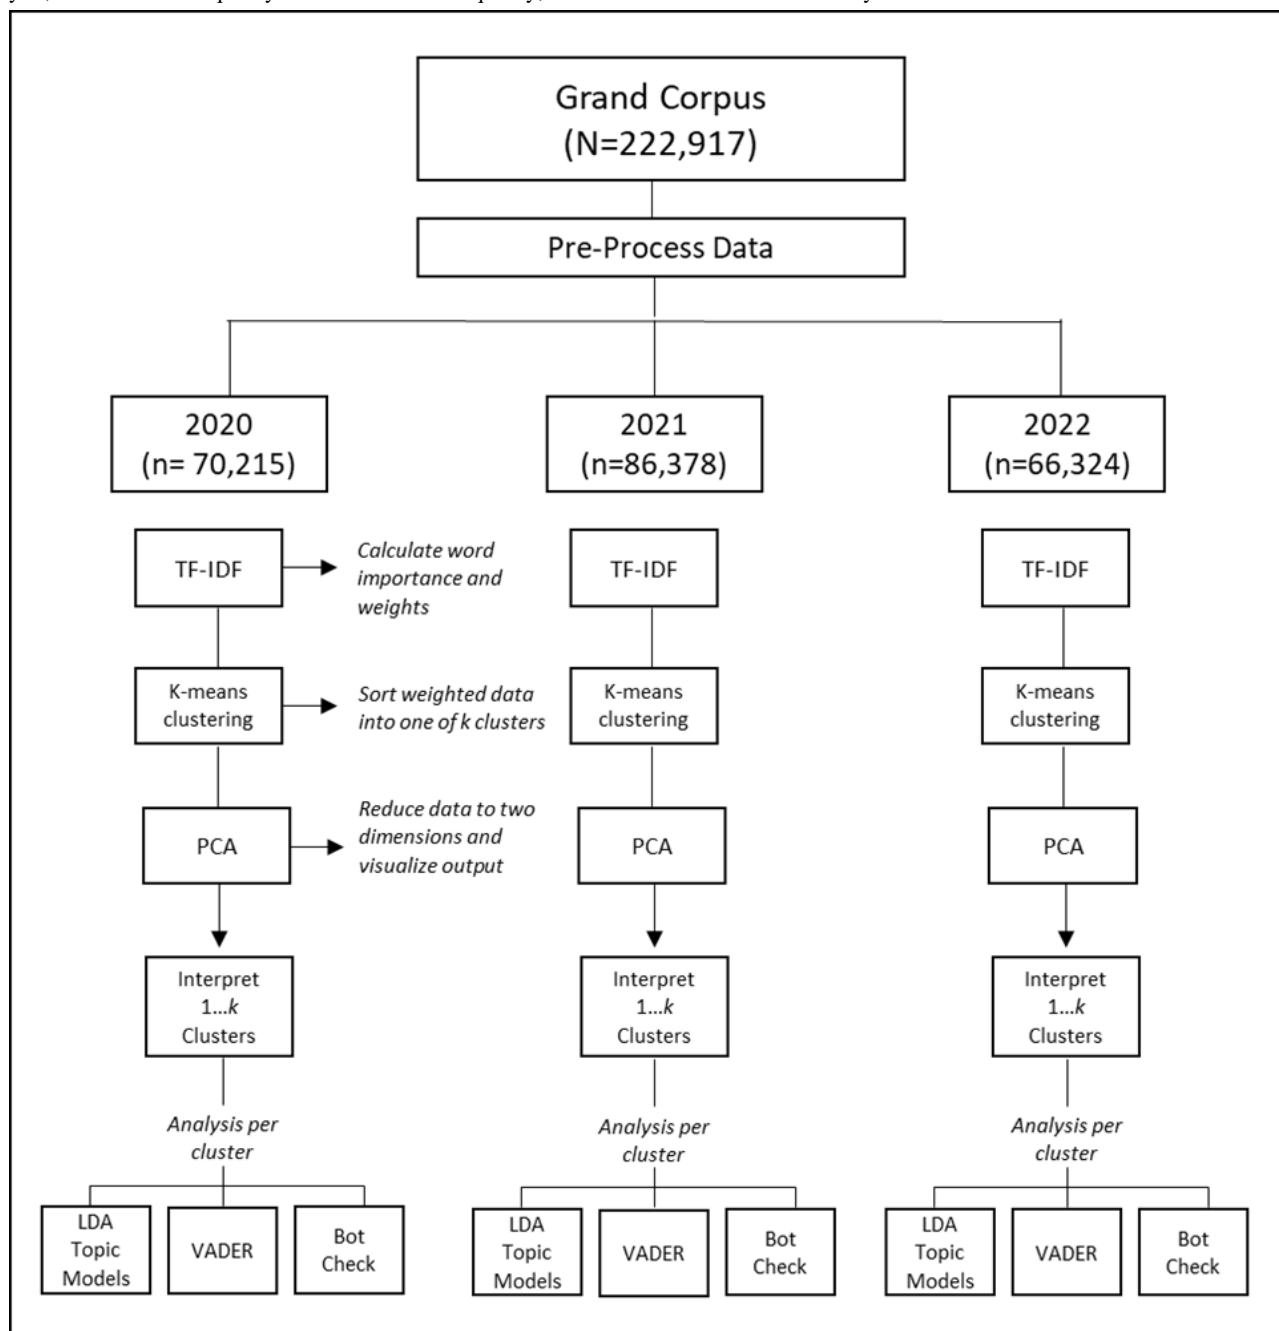 Grand Corpus
(N=222,917)
Pre-Process Data
2020
(n= 70,215)
2021
(n=86,378)
2022
(n=66,324)
TF-IDF
Calculate word
importance and
weights
TF-IDF
TF-IDF
K-means
clustering
Sort weighted data
into one of k clusters
K-means
clustering
K-means
clustering
PCA
Reduce data to two
dimensions and
visualize output
PCA
PCA
Interpret
1...k
Clusters
Interpret
1...k
Clusters
Interpret
1...k
Clusters
Analysis per
cluster
Analysis per
cluster
Analysis per
cluster
LDA
Topic
Models
VADER
Bot
Check
LDA
Topic
Models
VADER
Bot
Check
LDA
Topic
Models
VADER
Bot
Check